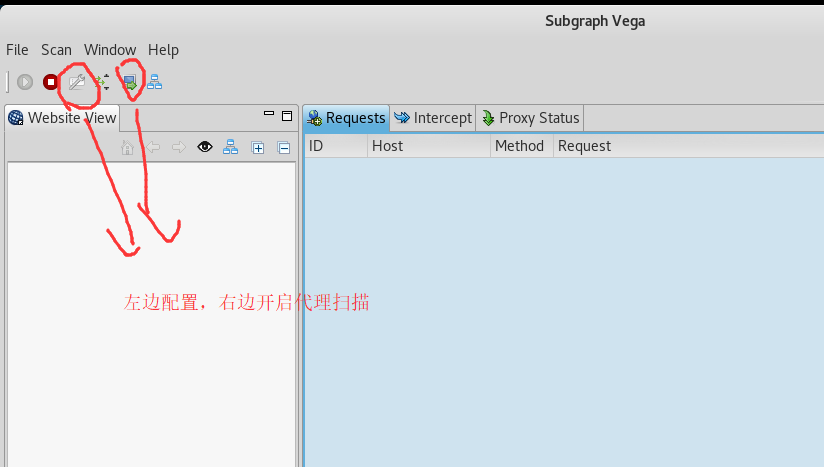 Subgraph Vega
File Scan Window Help
Website View
Requests Intercept Proxy Status
ID Host Method Request
左边配置，右边开启代理扫描